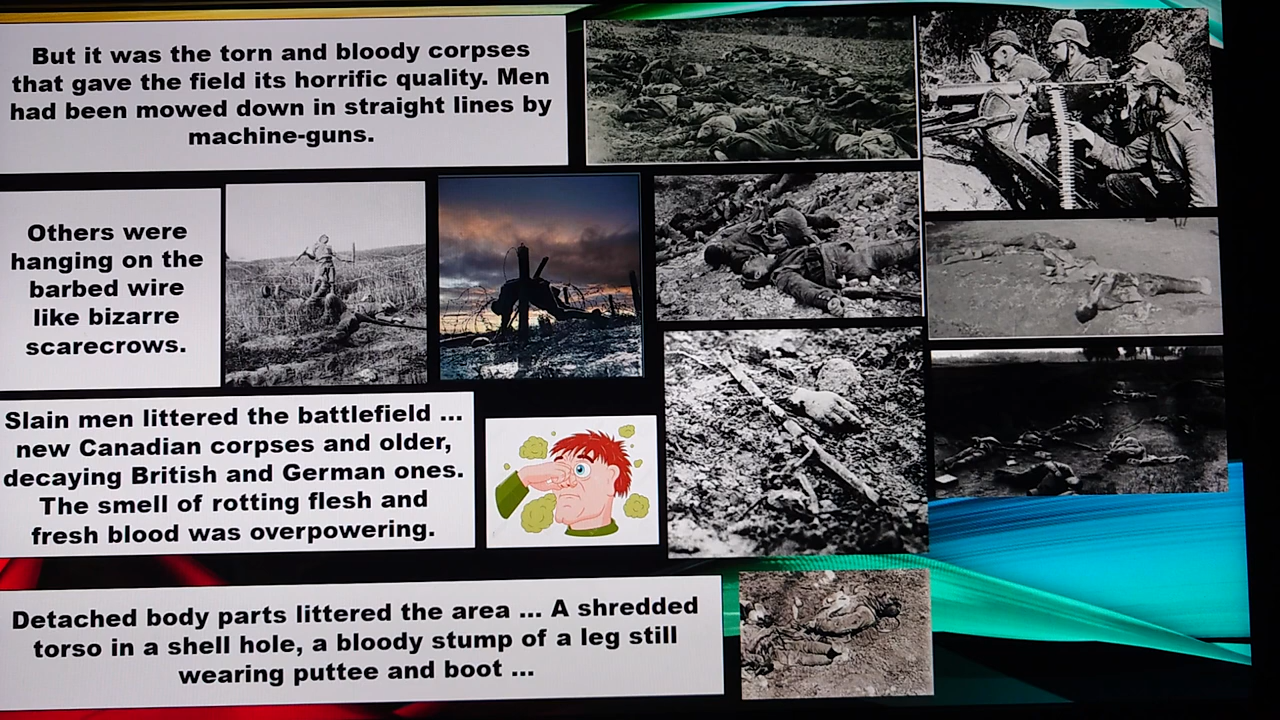 But it was the torn and bloody corpses
that gave the field its horrific quality. Men
had been mowed down in straight lines by
machine-guns.
Others were
hanging on the
barbed wire
like bizarre
scarecrows.
Slain men littered the battlefield ...
new Canadian corpses and older,
decaying British and German ones.
The smell of rotting flesh and
fresh blood was overpowering.
Detached body parts littered the area ... A shredded
torso in a shell hole, a bloody stump of a leg still
wearing puttee and boot ...